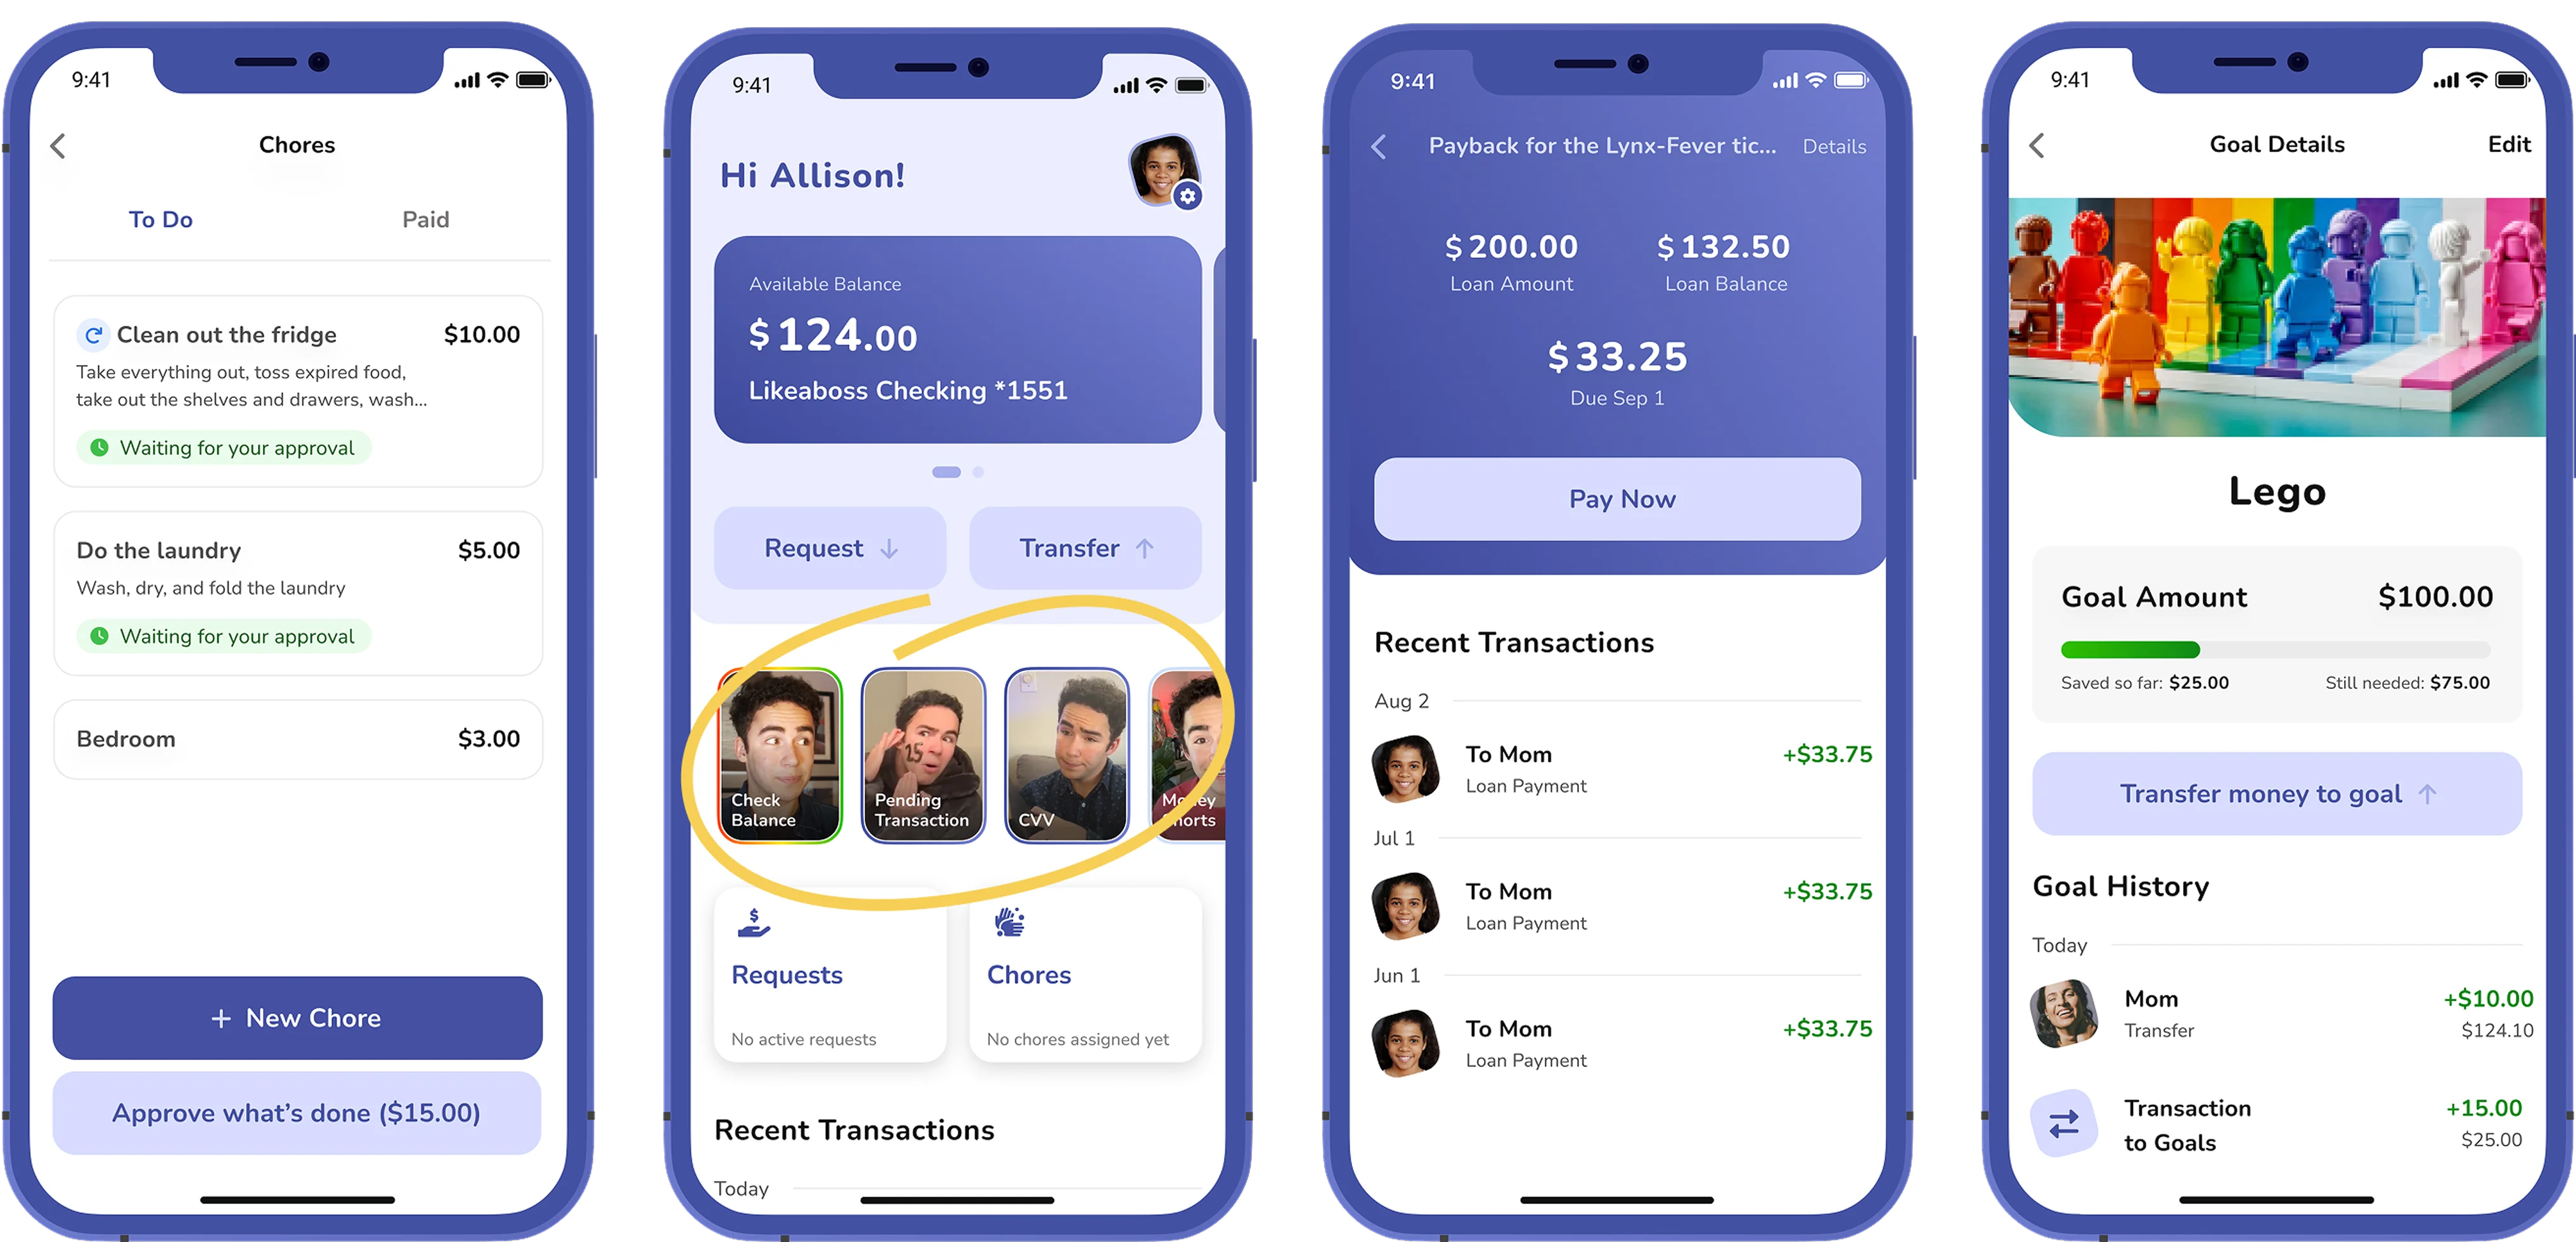 9:41
Chores
To Do
Paid
Clean out the fridge
$10.00
Take everything out, toss expired food,
take out the shelves and drawers, wash...
Waiting for your approval
Do the laundry
$5.00
Wash, dry, and fold the laundry
Waiting for your approval
Bedroom
$3.00
+ New Chore
Approve what’s done ($15.00)
9:41
Hi Allison!
Available Balance
$124.00
Likeaboss Checking *1551
Request
Transfer
Check
Balance
Pending
Transaction
CVV
Money
Shorts
15
Requests
No active requests
Chores
No chores assigned yet
Recent Transactions
Today
9:41
Payback for the Lynx-Fever tic...
Details
$200.00
Loan Amount
$132.50
Loan Balance
$33.25
Due Sep 1
Pay Now
Recent Transactions
Aug 2
To Mom
+$33.75
Loan Payment
Jul 1
To Mom
+$33.75
Loan Payment
Jun 1
To Mom
+$33.75
Loan Payment
9:41
Goal Details
Edit
Lego
Goal Amount
$100.00
Saved so far: $25.00
Still needed: $75.00
Transfer money to goal
Goal History
Today
Mom
+$10.00
Transfer
$124.10
Transaction
to Goals
+15.00
$25.00